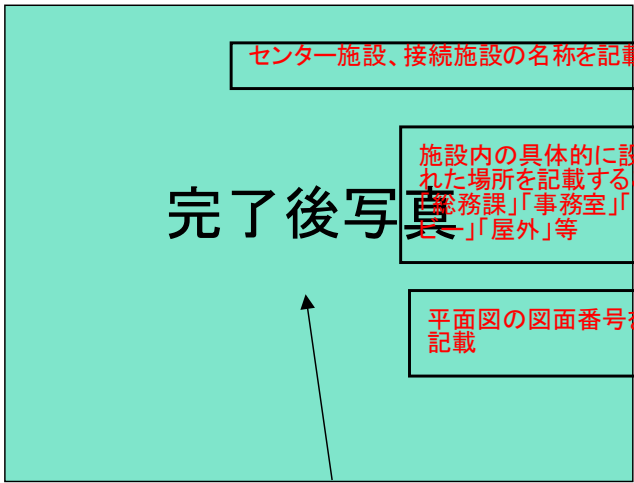 センター施設、接続施設の名称を記
施設内の具体的に設
れた場所を記載する
「総務課」「事務室」「
ビー」「屋外」等
完了後写真
平面図の図面番号
記載